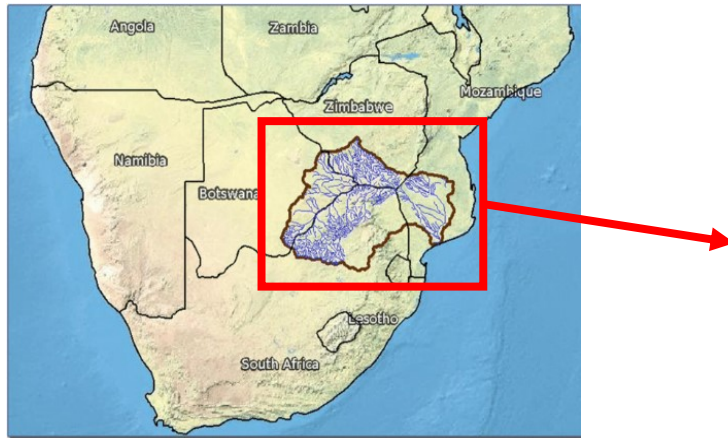 Angola
Zambia
Mozambique
Zimbabwe
Namibia
Botswana
Lesotho
South Africa